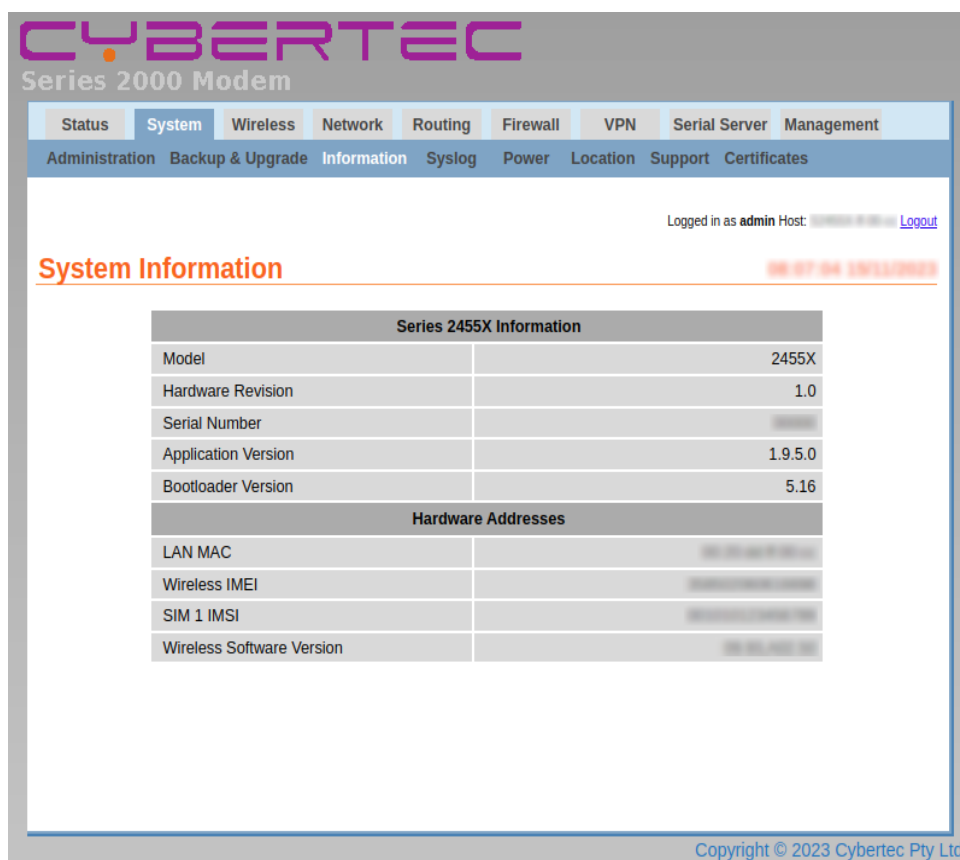 CYBERTEC
Series 2000 Modem
Status System Wireless Network Routing Firewall VPN Serial Server Management
Administration Backup & Upgrade Information Syslog Power Location Support Certificates
Logged in as admin Host: Logout
System Information
Series 2455X Information
Model 2455X
Hardware Revision 1.0
Serial Number
Application Version 1.9.5.0
Bootloader Version 5.16
Hardware Addresses
LAN MAC
Wireless IMEI
SIM 1 IMSI
Wireless Software Version
Copyright © 2023 Cybertec Pty Ltd